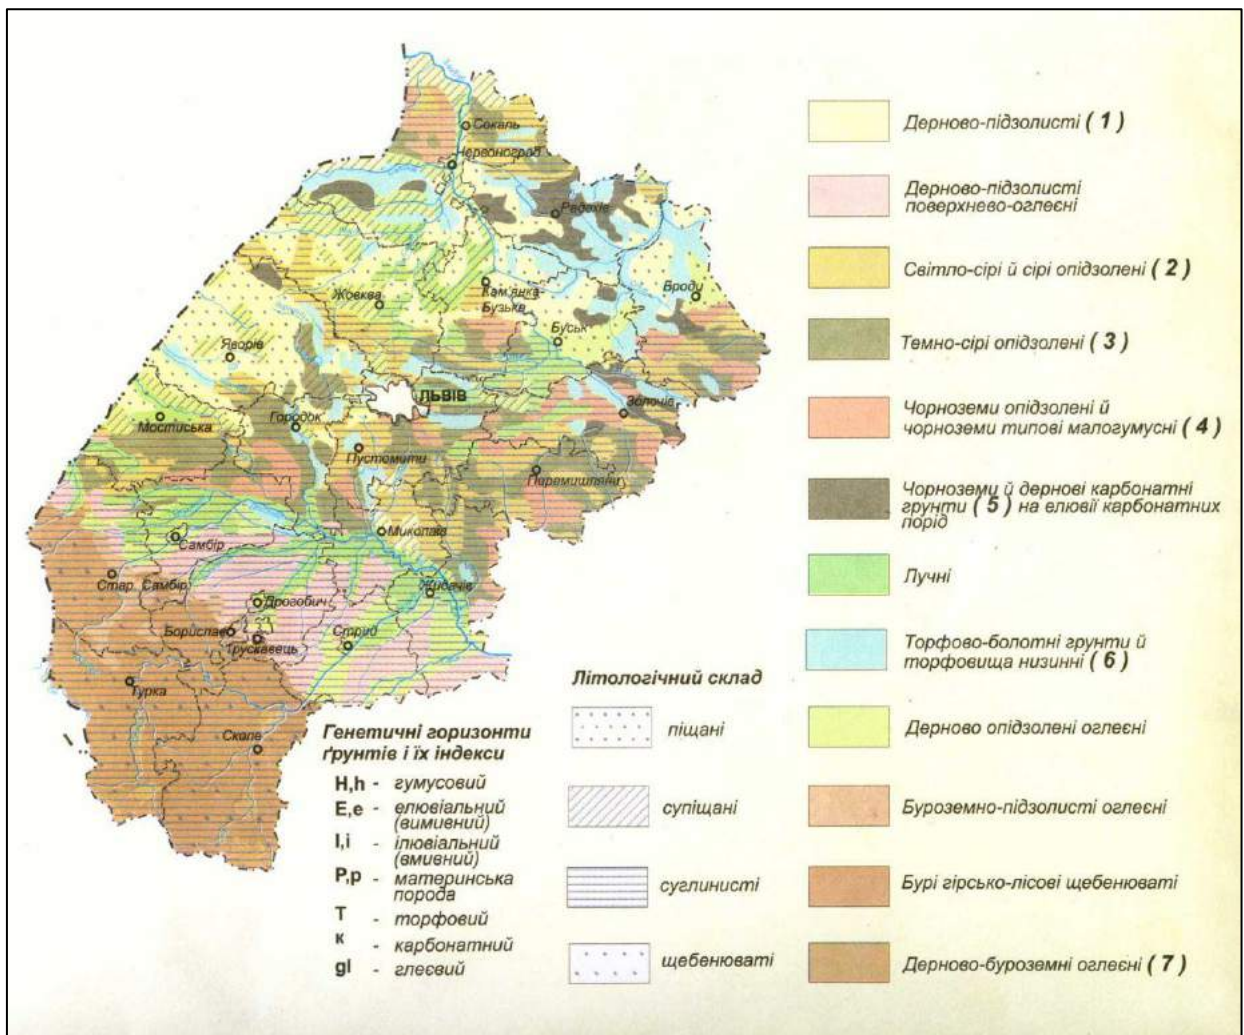 Сокаль
Червоноград
Радехів
Жовква
Кам'янка-
Бузька
Броди
Буськ
Яворів
ЛЬВІВ
Золочів
Мостиська
Городок
Пустомити
Перемишляни
Миколаїв
Самбір
Стар. Самбір
Жидачів
Дрогобич
Борислав
Трускавець
Стрий
Турка
Сколе
Генетичні горизонти
ґрунтів і їх індекси
H,h - гумусовий
E,e - елювіальний
(вимивний)
I,i - ілювіальний
(вмивний)
P,p - материнська
порода
T - торфовий
к - карбонатний
gl - глеєвий
Літологічний склад
піщані
супіщані
суглинисті
щебенюваті
Дерново-підзолисті (1)
Дерново-підзолисті
поверхнево-оглеєні
Світло-сірі й сірі опідзолені (2)
Темно-сірі опідзолені (3)
Чорноземи опідзолені й
чорноземи типові малогумусні (4)
Чорноземи й дернові карбонатні
грунти (5) на елювії карбонатних
порід
Лучні
Торфово-болотні грунти й
торфовища низинні (6)
Дерново опідзолені оглеєні
Буроземно-підзолисті оглеєні
Бурі гірсько-лісові щебенюваті
Дерново-буроземні оглеєні (7)